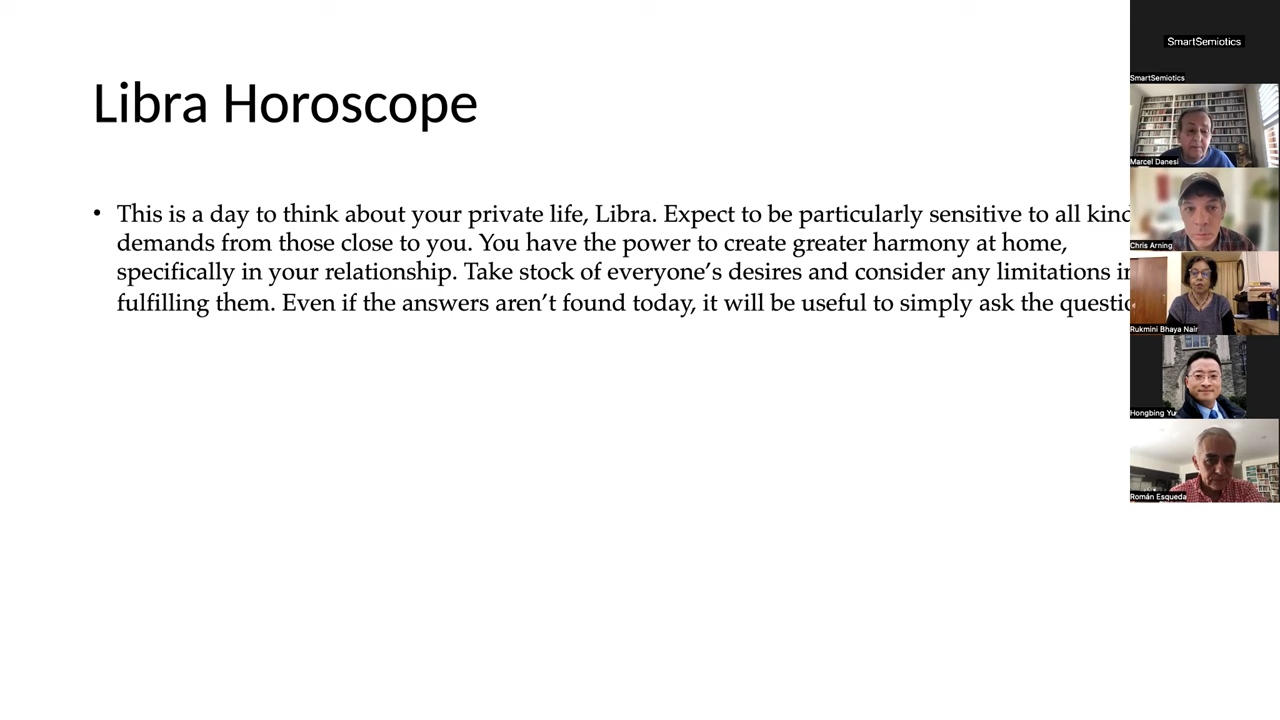 Libra Horoscope
• This is a day to think about your private life, Libra. Expect to be particularly sensitive to all kind
demands from those close to you. You have the power to create greater harmony at home,
specifically in your relationship. Take stock of everyone’s desires and consider any limitations in
fulfilling them. Even if the answers aren’t found today, it will be useful to simply ask the questio
SmartSemiotics
SmartSemiotics
Marcel Danesi
Chris Arning
Rukmini Bhaya Nair
Hongbing Yu
Román Esqueda